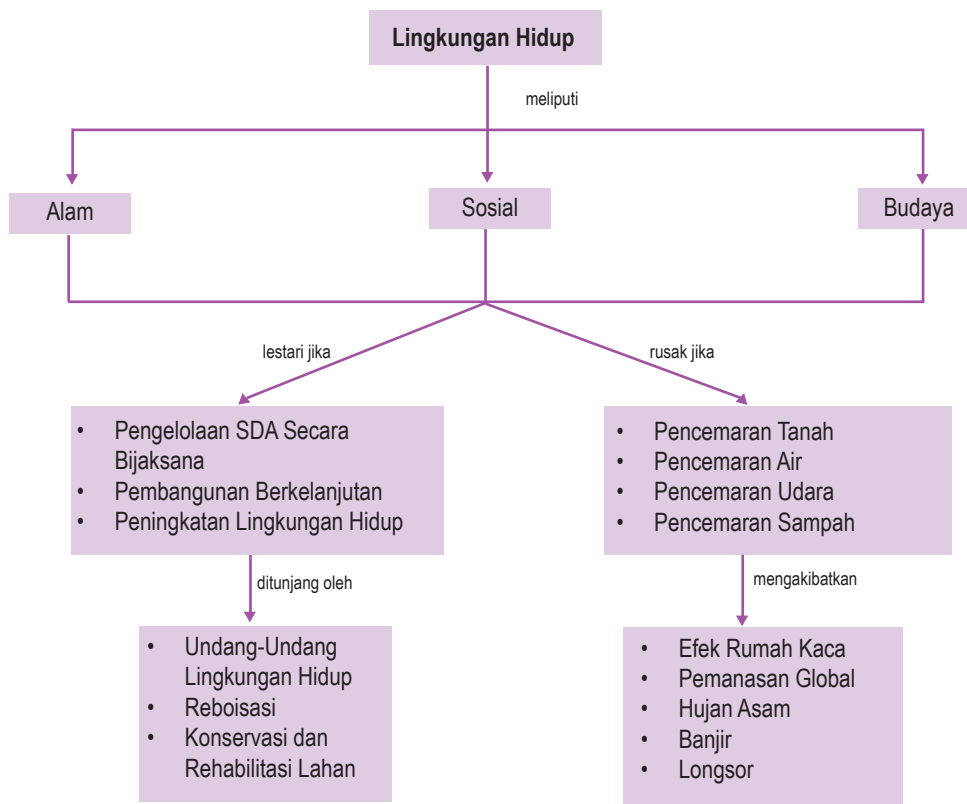 Lingkungan Hidup
meliputi
Alam
Sosial
Budaya
lestari jika
rusak jika
• Pengelolaan SDA Secara
Bijaksana
• Pembangunan Berkelanjutan
• Peningkatan Lingkungan Hidup
• Pencemaran Tanah
• Pencemaran Air
• Pencemaran Udara
• Pencemaran Sampah
ditunjang oleh
mengakibatkan
• Undang-Undang
Lingkungan Hidup
• Reboisasi
• Konservasi dan
Rehabilitasi Lahan
• Efek Rumah Kaca
• Pemanasan Global
• Hujan Asam
• Banjir
• Longsor